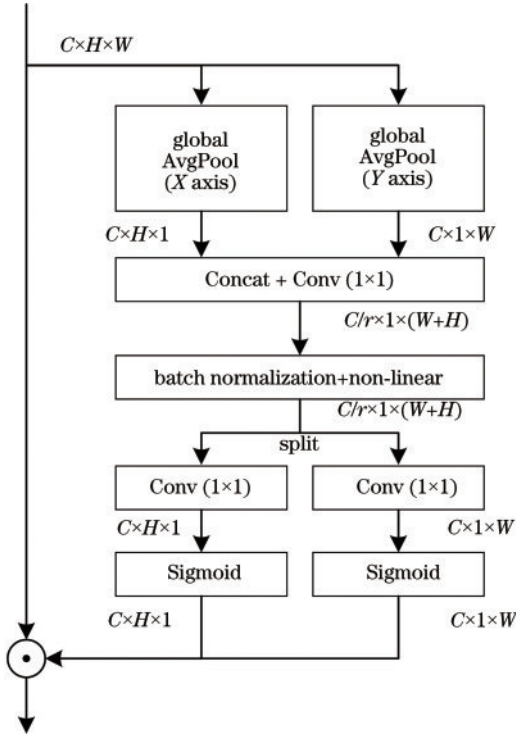 C×H×W
global
AvgPool
(X axis)
global
AvgPool
(Y axis)
C×H×1
C×1×W
Concat + Conv (1×1)
C/r×1×(W+H)
batch normalization+non-linear
C/r×1×(W+H)
split
Conv (1×1)
Conv (1×1)
C×H×1
C×1×W
Sigmoid
Sigmoid
C×H×1
C×1×W